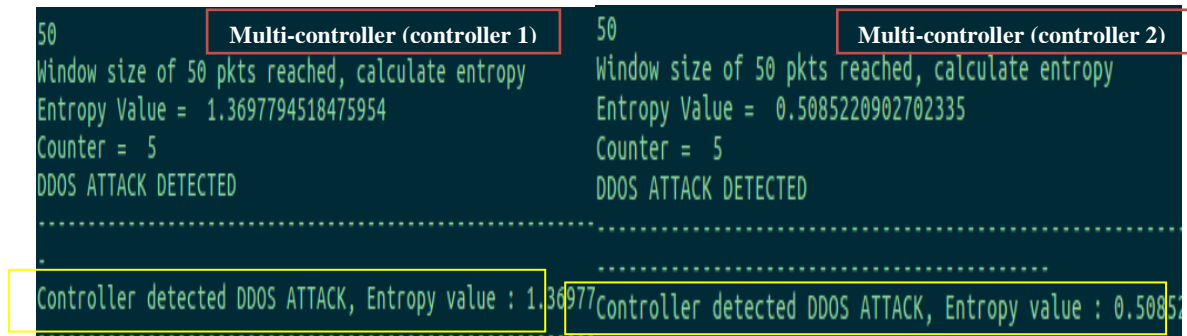 50
Multi-controller (controller 1)
Window size of 50 pkts reached, calculate entropy
Entropy Value =  1.3697794518475954
Counter =  5
DDOS ATTACK DETECTED
-
Controller detected DDOS ATTACK, Entropy value : 1.36977
50
Multi-controller (controller 2)
Window size of 50 pkts reached, calculate entropy
Entropy Value =  0.5085220902702335
Counter =  5
DDOS ATTACK DETECTED
Controller detected DDOS ATTACK, Entropy value : 0.50852